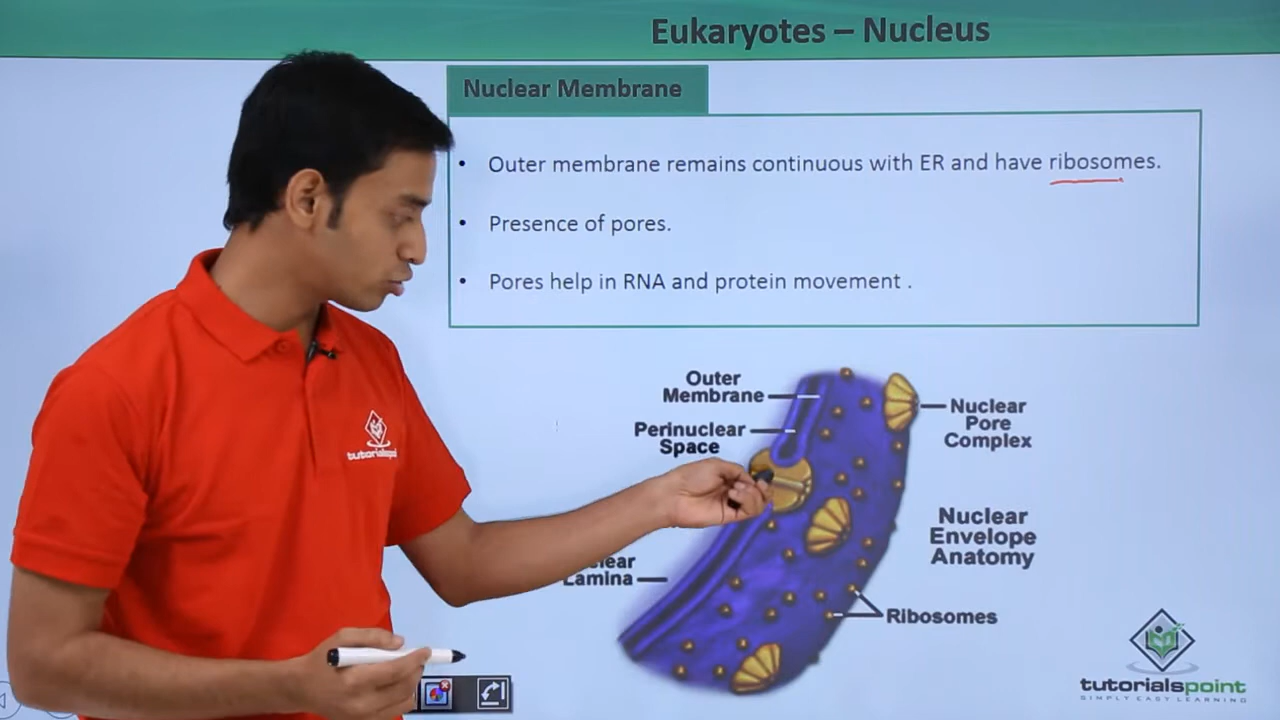 Eukaryotes – Nucleus
Nuclear Membrane
• Outer membrane remains continuous with ER and have ribosomes.
• Presence of pores.
• Pores help in RNA and protein movement .
Outer
Membrane
Perinuclear
Space
Lamina
Nuclear
Pore
Complex
Nuclear
Envelope
Anatomy
Ribosomes
tutorialspoint
SIMPLY EASY LEARNING